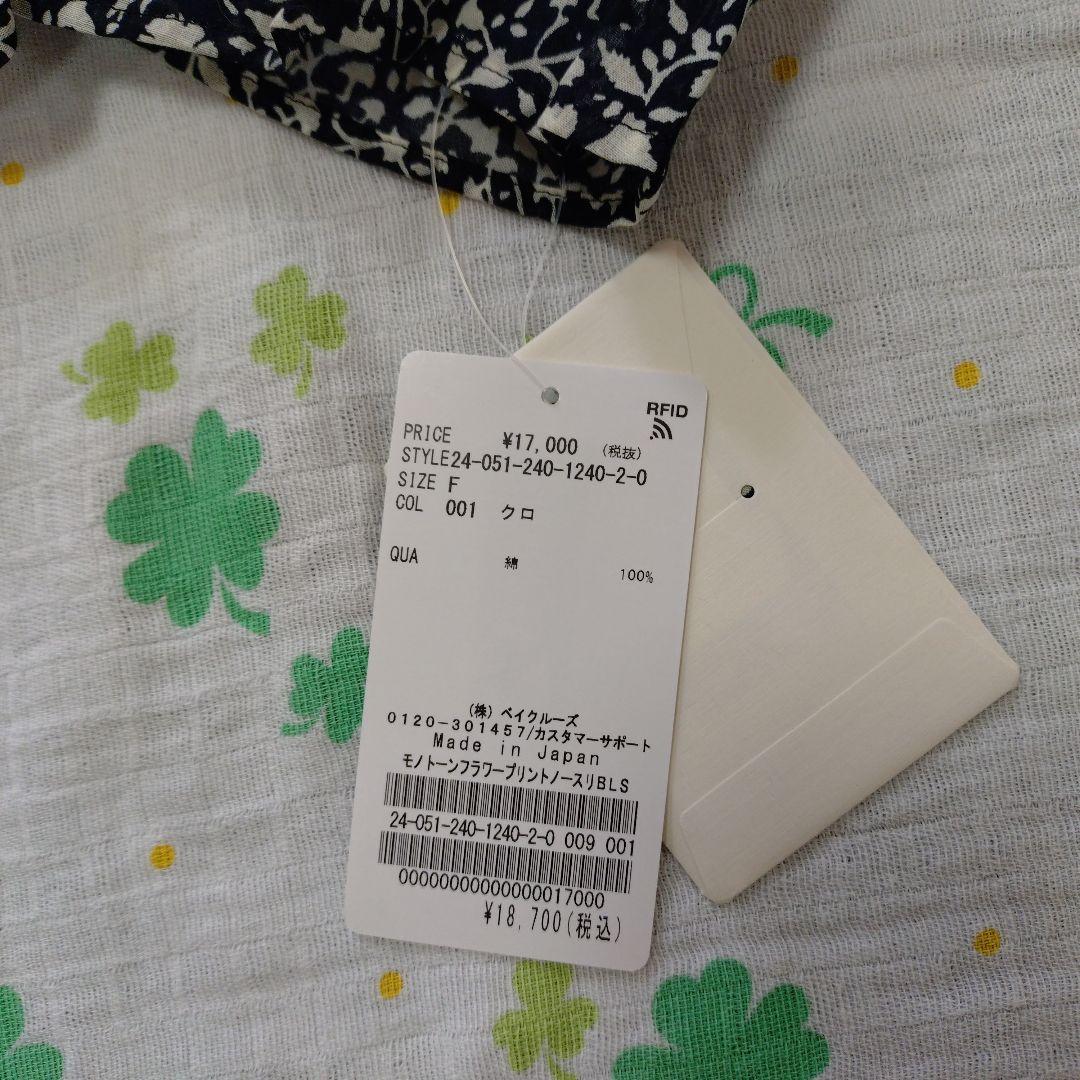 RFID
PRICE ¥17,000 (税抜)
STYLE24-051-240-1240-2-0
SIZE F
COL 001 クロ
QUA 綿 100%
(株) ベイクルーズ
0120-301457/カスタマーサポート
Made in Japan
モノトーンフラワープリントノースリBLS
24-051-240-1240-2-0 009 001
00000000000000017000
¥18,700(税込)